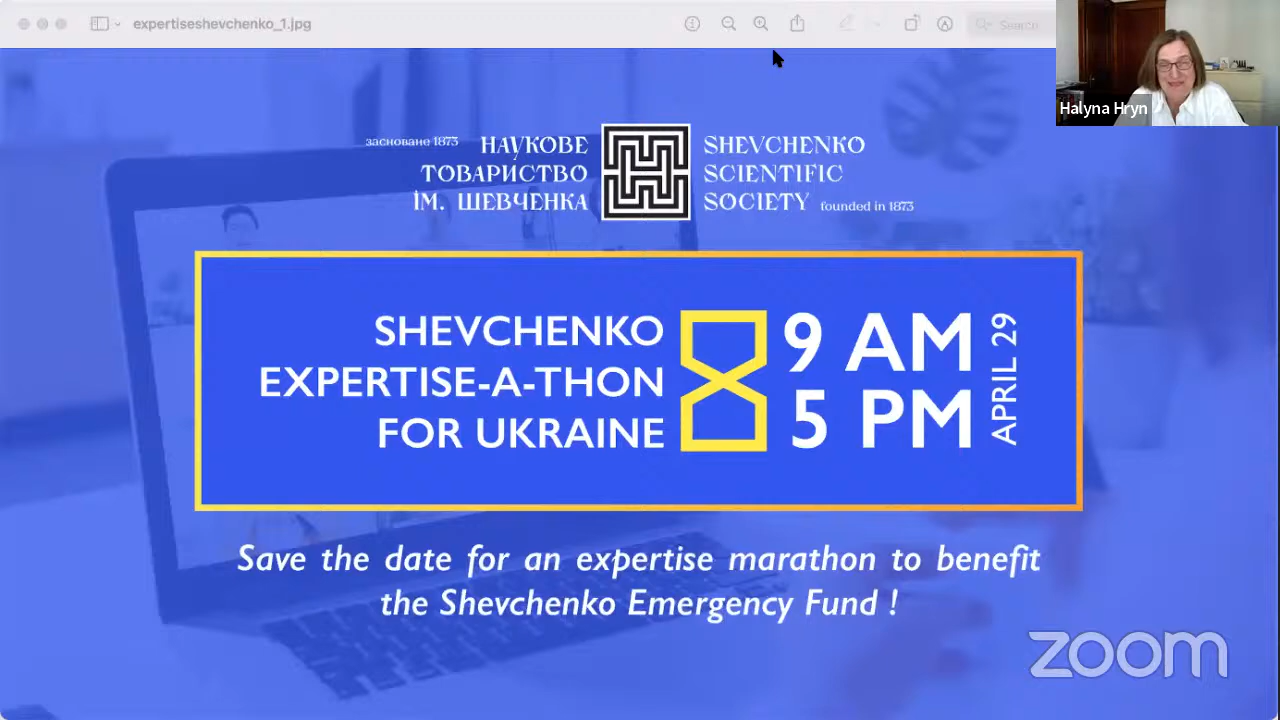 expertiseshevchenko_1.jpg
Search
Halyna Hryn
засноване 1873 НАУКОВЕ
ТОВАРИСТВО
ІМ. ШЕВЧЕНКА
SHEVCHENKO
SCIENTIFIC
SOCIETY founded in 1873
SHEVCHENKO
EXPERTISE-A-THON
FOR UKRAINE
9 AM
5 PM
APRIL 29
Save the date for an expertise marathon to benefit
the Shevchenko Emergency Fund !
zoom